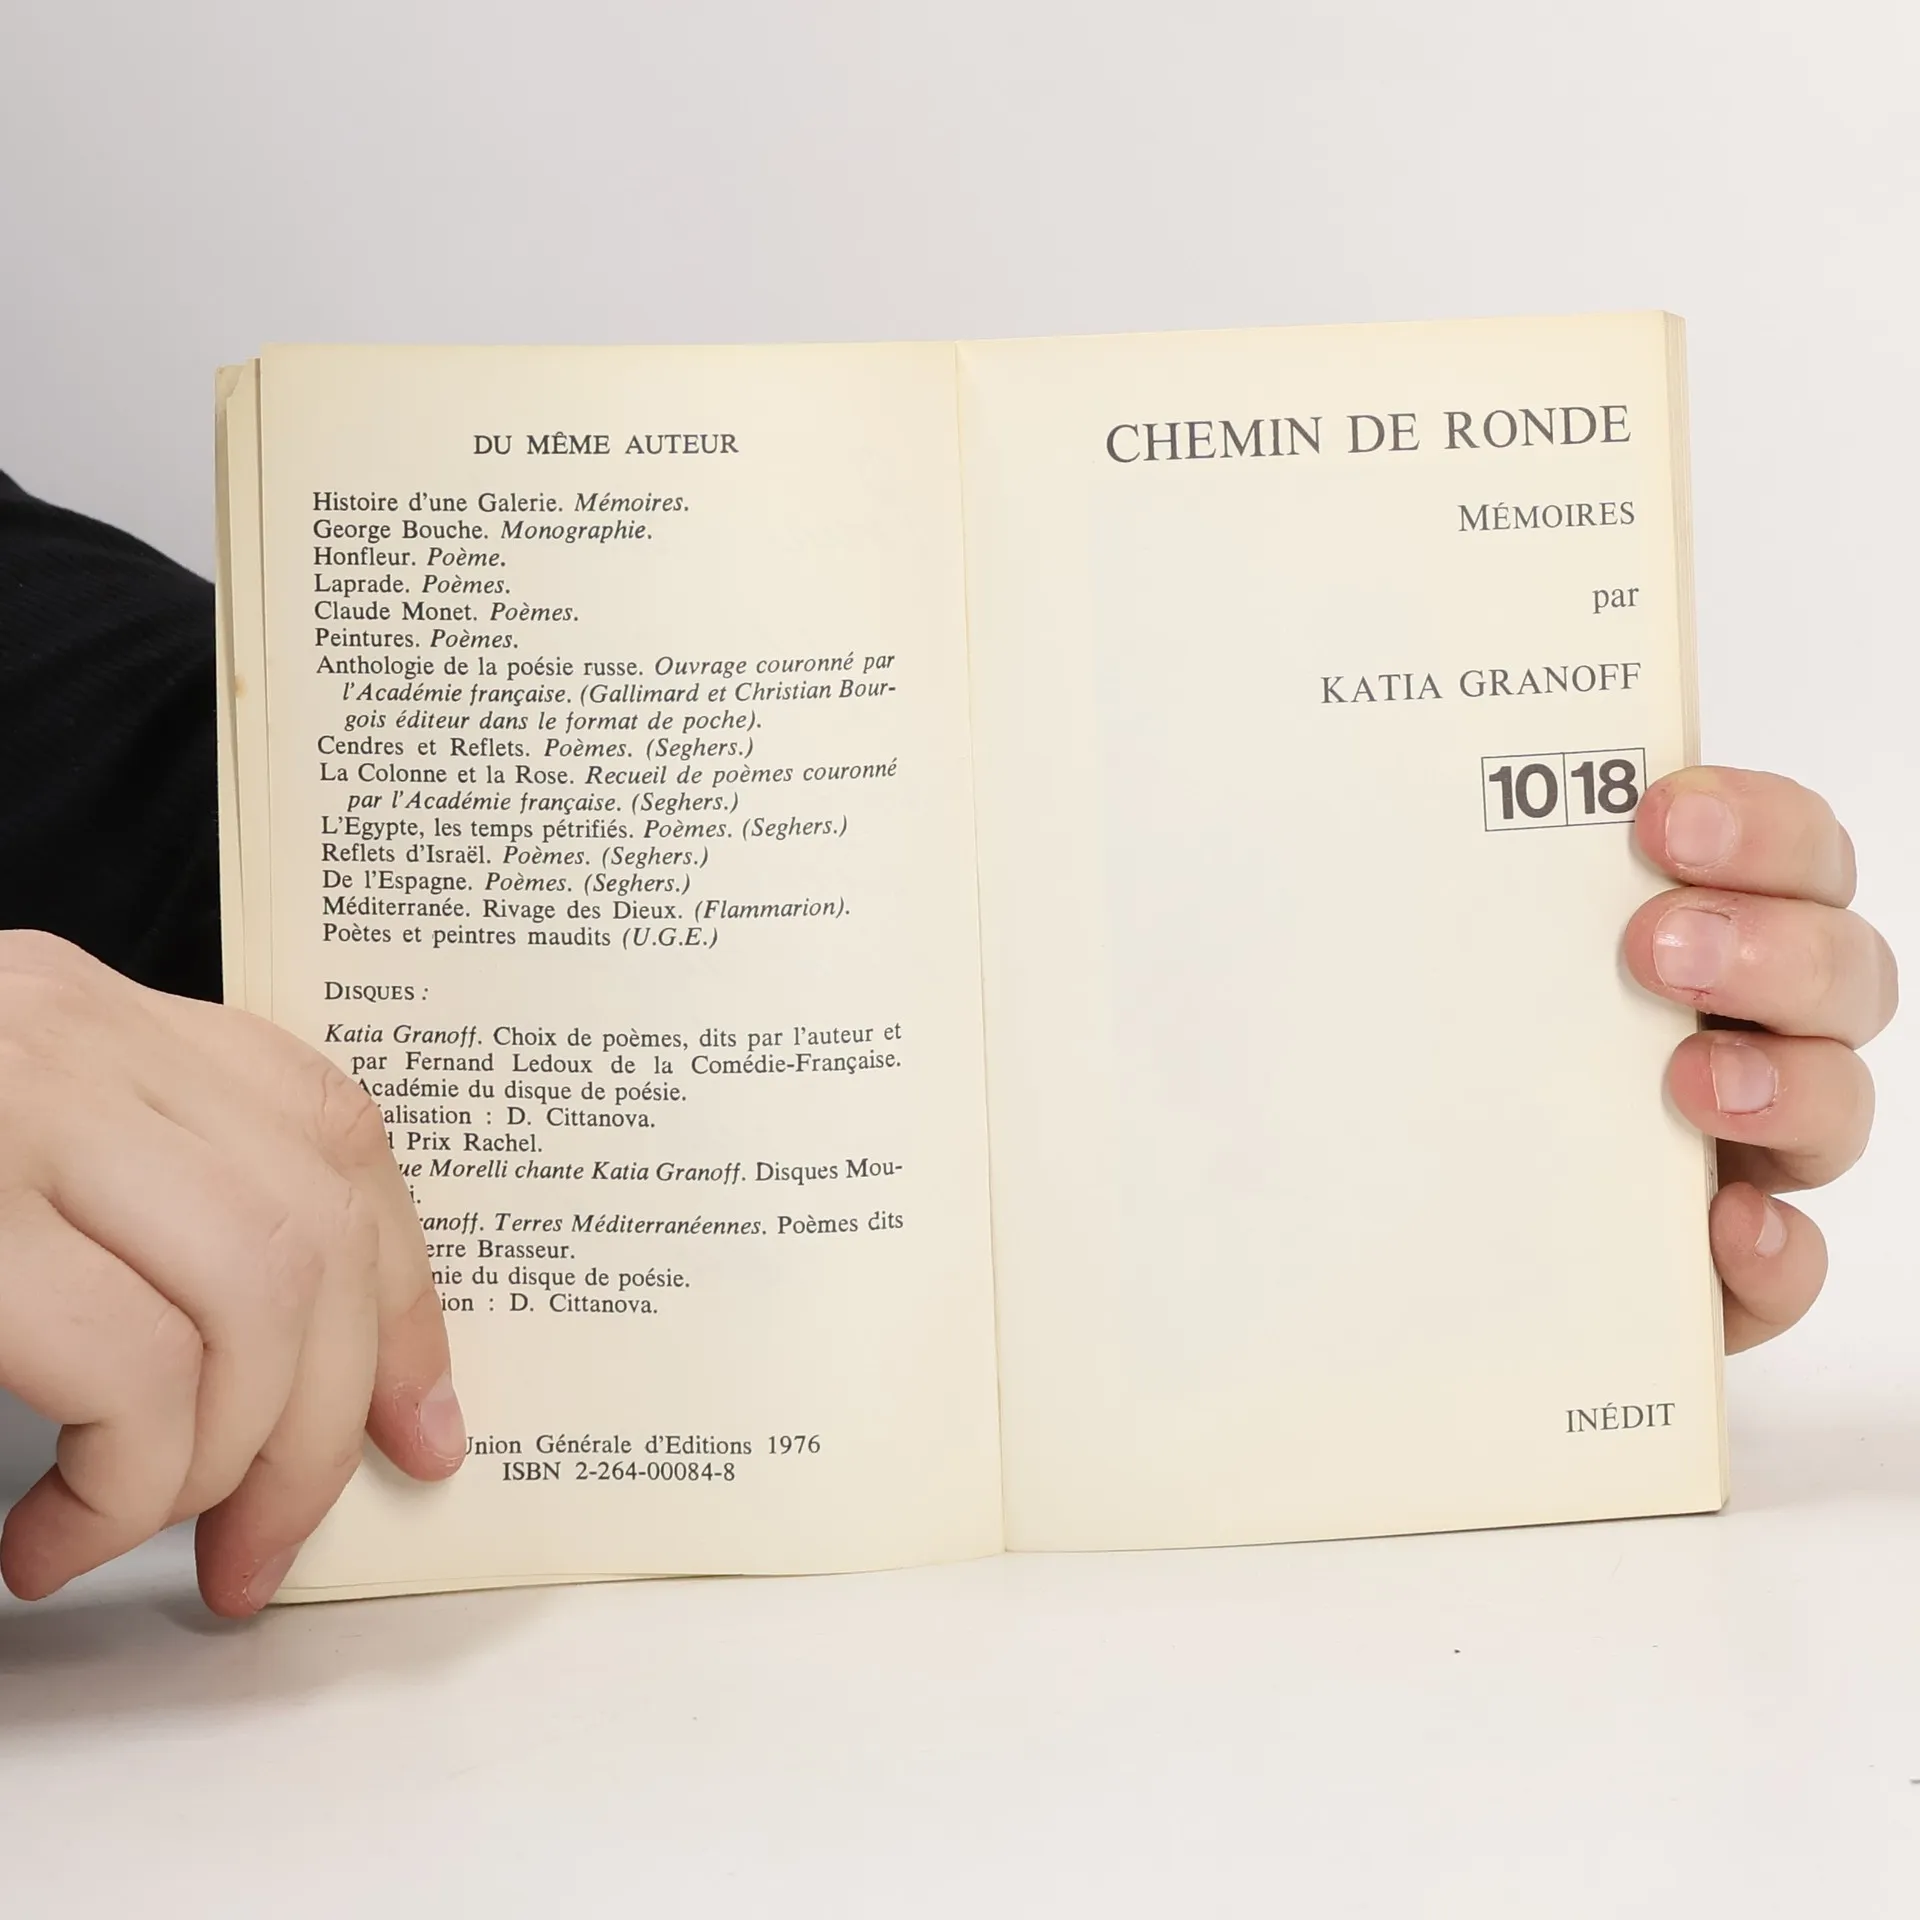 DU MÊME AUTEUR
Histoire d'une Galerie. Mémoires.
George Bouche. Monographie.
Honfleur. Poème.
Laprade. Poèmes.
Claude Monet. Poèmes.
Peintures. Poèmes.
Anthologie de la poésie russe. Ouvrage couronné par
l'Académie française. (Gallimard et Christian Bour-
gois éditeur dans le format de poche).
Cendres et Reflets. Poèmes. (Seghers.)
La Colonne et la Rose. Recueil de poèmes couronné
par l'Académie française. (Seghers.)
L'Egypte, les temps pétrifiés. Poèmes. (Seghers.)
Reflets d'Israël. Poèmes. (Seghers.)
De l'Espagne. Poèmes. (Seghers.)
Méditerranée. Rivage des Dieux. (Flammarion).
Poètes et peintres maudits (U.G.E.)
DISQUES :
Katia Granoff. Choix de poèmes, dits par l'auteur et
par Fernand Ledoux de la Comédie-Française.
Académie du disque de poésie.
: D. Cittanova.
Prix Rachel.
Morelli chante Katia Granoff. Disques Mou-
Terres Méditerranéennes. Poèmes dits
Brasseur.
du disque de poésie.
: D. Cittanova.
Union Générale d'Editions 1976
ISBN 2-264-00084-8
CHEMIN DE RONDE
MÉMOIRES
par
KATIA GRANOFF
10 18
INÉDIT